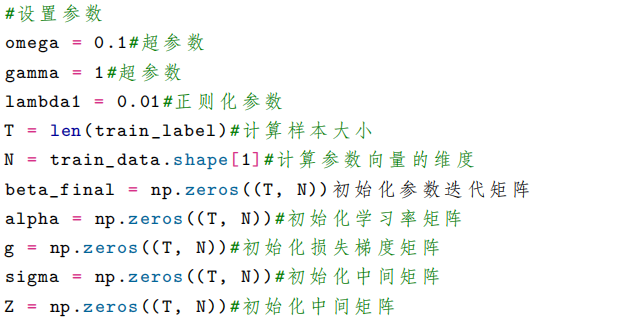 #设置参数
omega = 0.1#超参数
gamma = 1#超参数
lambda1 = 0.01#正则化参数
T = len(train_label)#计算样本大小
N = train_data.shape[1]#计算参数向量的维度
beta_final = np.zeros((T, N))初始化参数迭代矩阵
alpha = np.zeros((T, N))#初始化学习率矩阵
g = np.zeros((T, N))#初始化损失梯度矩阵
sigma = np.zeros((T, N))#初始化中间矩阵
Z = np.zeros((T, N))#初始化中间矩阵